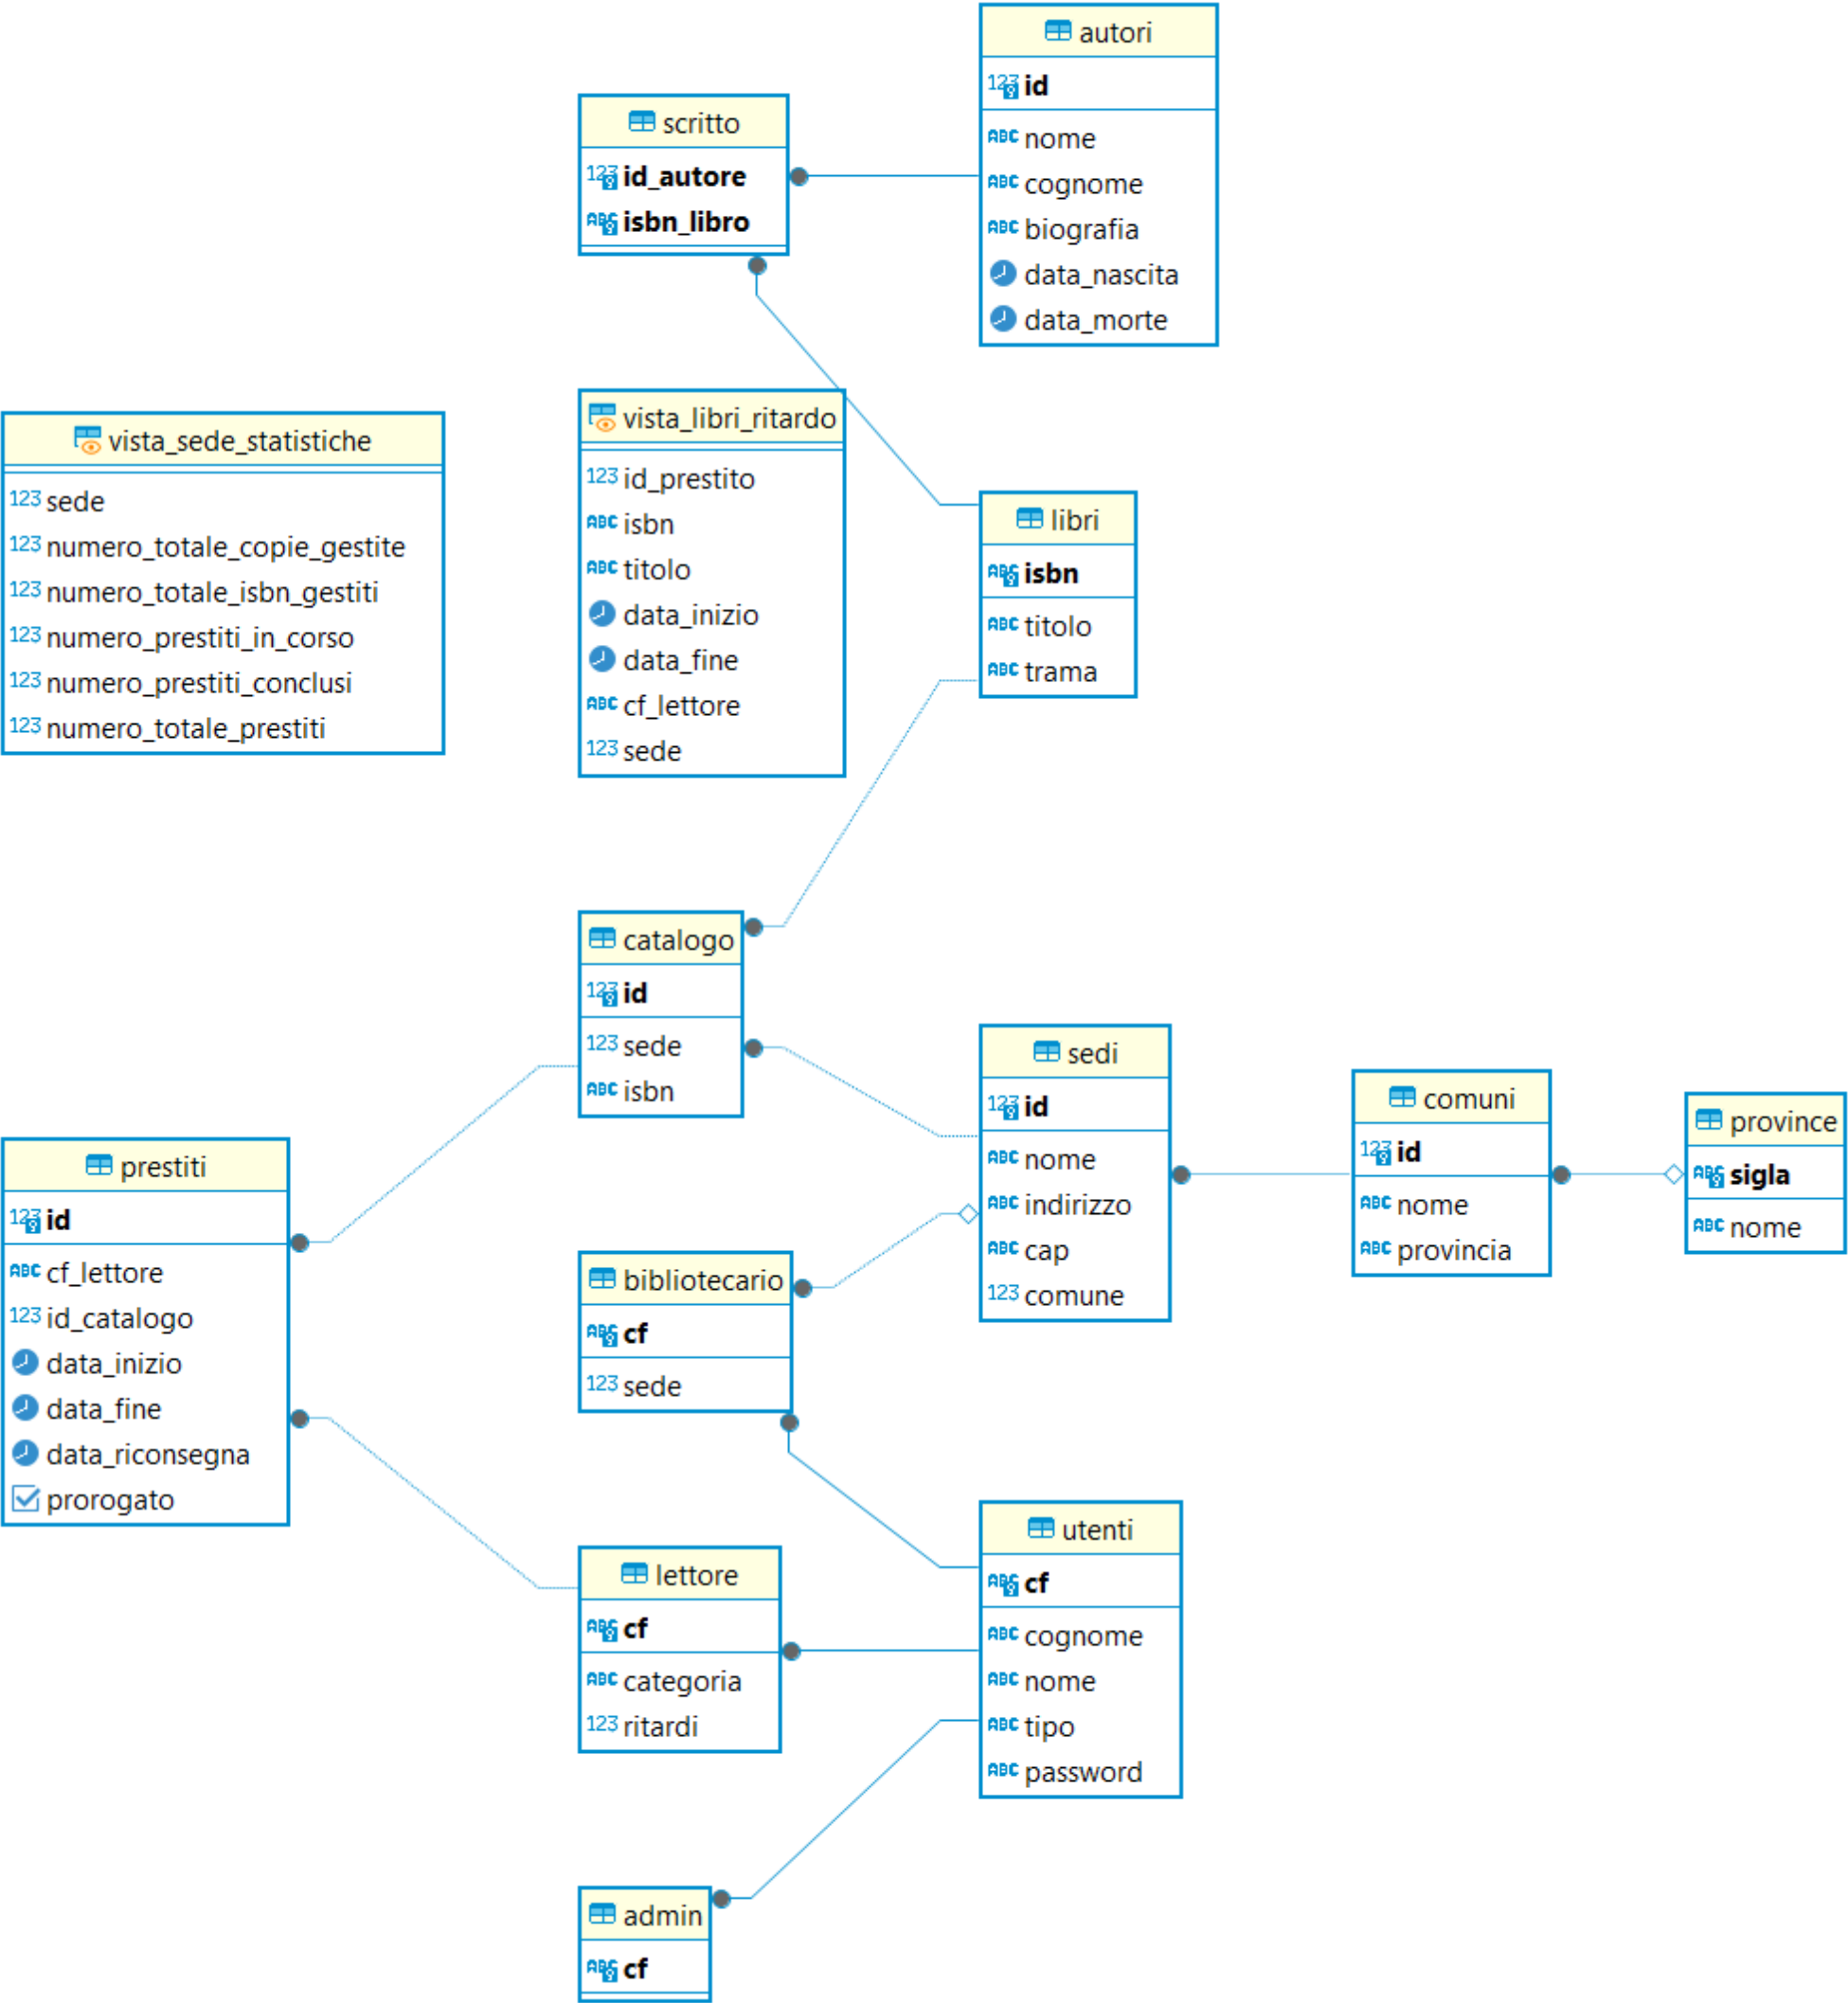 autori
id
nome
cognome
biografia
data_nascita
data_morte
scritto
id_autore
isbn_libro
vista_sede_statistiche
sede
numero_totale_copie_gestite
numero_totale_isbn_gestiti
numero_prestiti_in_corso
numero_prestiti_conclusi
numero_totale_prestiti
vista_libri_ritardo
id_prestito
isbn
titolo
data_inizio
data_fine
cf_lettore
sede
libri
isbn
titolo
trama
catalogo
id
sede
isbn
sedi
id
nome
indirizzo
cap
comune
comuni
id
nome
provincia
province
sigla
nome
prestiti
id
cf_lettore
id_catalogo
data_inizio
data_fine
data_riconsegna
prorogato
bibliotecario
cf
sede
lettore
cf
categoria
ritardi
utenti
cf
cognome
nome
tipo
password
admin
cf